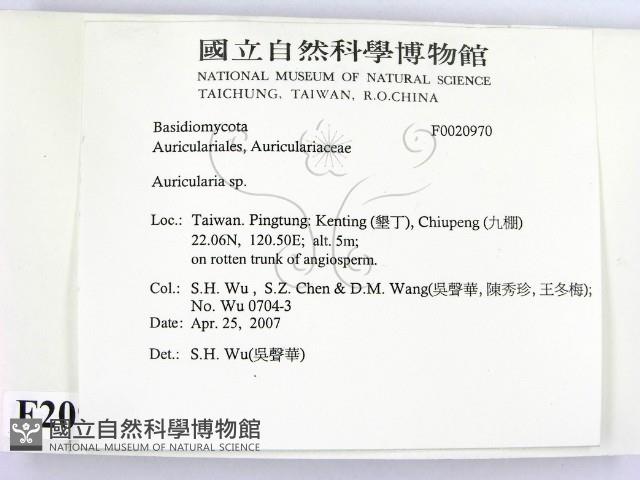 國立自然科學博物館
NATIONAL MUSEUM OF NATURAL SCIENCE
TAICHUNG, TAIWAN, R.O.CHINA
Basidiomycota F0020970
Auriculariales, Auriculariaceae
Auricularia sp.
Loc.: Taiwan. Pingtung: Kenting (墾丁), Chiupeng (九棚)
22.06N, 120.50E; alt. 5m;
on rotten trunk of angiosperm.
Col.: S.H. Wu , S.Z. Chen & D.M. Wang(吳聲華, 陳秀珍, 王冬梅);
No. Wu 0704-3
Date: Apr. 25, 2007
Det.: S.H. Wu(吳聲華)
F20
國立自然科學博物館
NATIONAL MUSEUM OF NATURAL SCIENCE